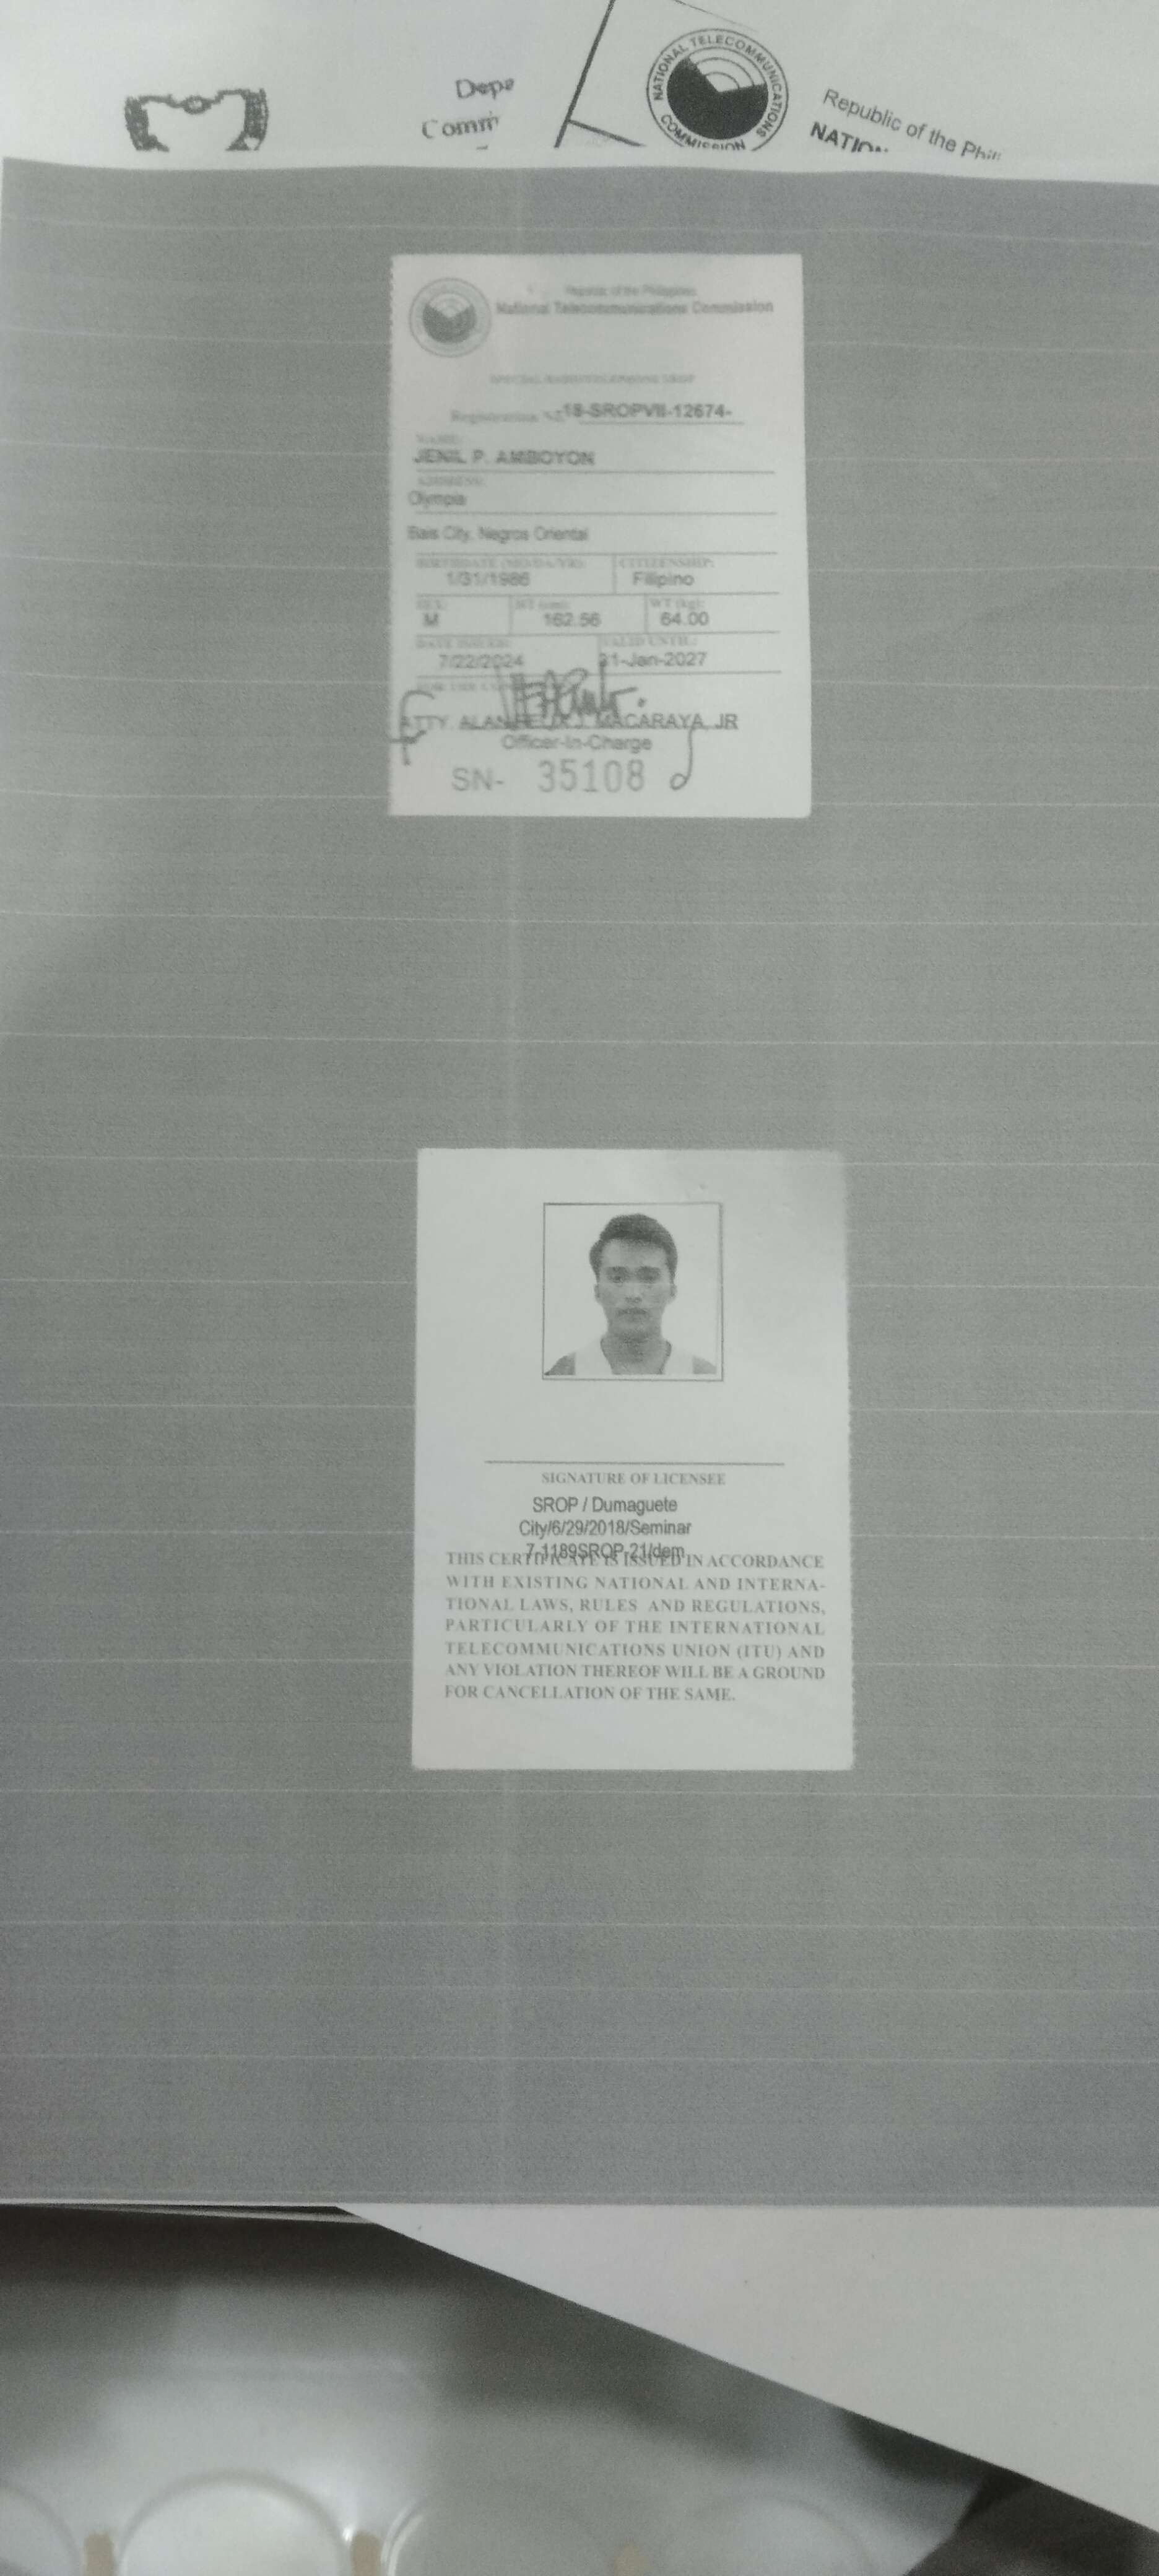 Depa
Comm
NATIONAL TELECOMMUNICATIONS COMMISSION
Republic of the Phili
NATION
Republic of the Philippines
National Telecommunications Commission
SPECIAL RADIOTELEPHONE SROP
Registration No. 18-SROPVII-12674-
NAME:
JENIL P. AMBOYON
ADDRESS:
Olympia
Bais City, Negros Oriental
BIRTHDATE (MO/DA/YR): CITIZENSHIP:
1/31/1986 Filipino
SEX: HT (cm): WT (kg):
M 162.56 64.00
DATE ISSUED: VALID UNTIL:
7/22/2024 31-Jan-2027
ATTY. ALAN FELIX J. MACARAYA, JR
Officer-In-Charge
SN- 35108
SIGNATURE OF LICENSEE
SROP / Dumaguete
City/6/29/2018/Seminar
7-1189SROP-21/dem
THIS CERTIFICATE IS ISSUED IN ACCORDANCE
WITH EXISTING NATIONAL AND INTERNA-
TIONAL LAWS, RULES AND REGULATIONS,
PARTICULARLY OF THE INTERNATIONAL
TELECOMMUNICATIONS UNION (ITU) AND
ANY VIOLATION THEREOF WILL BE A GROUND
FOR CANCELLATION OF THE SAME.